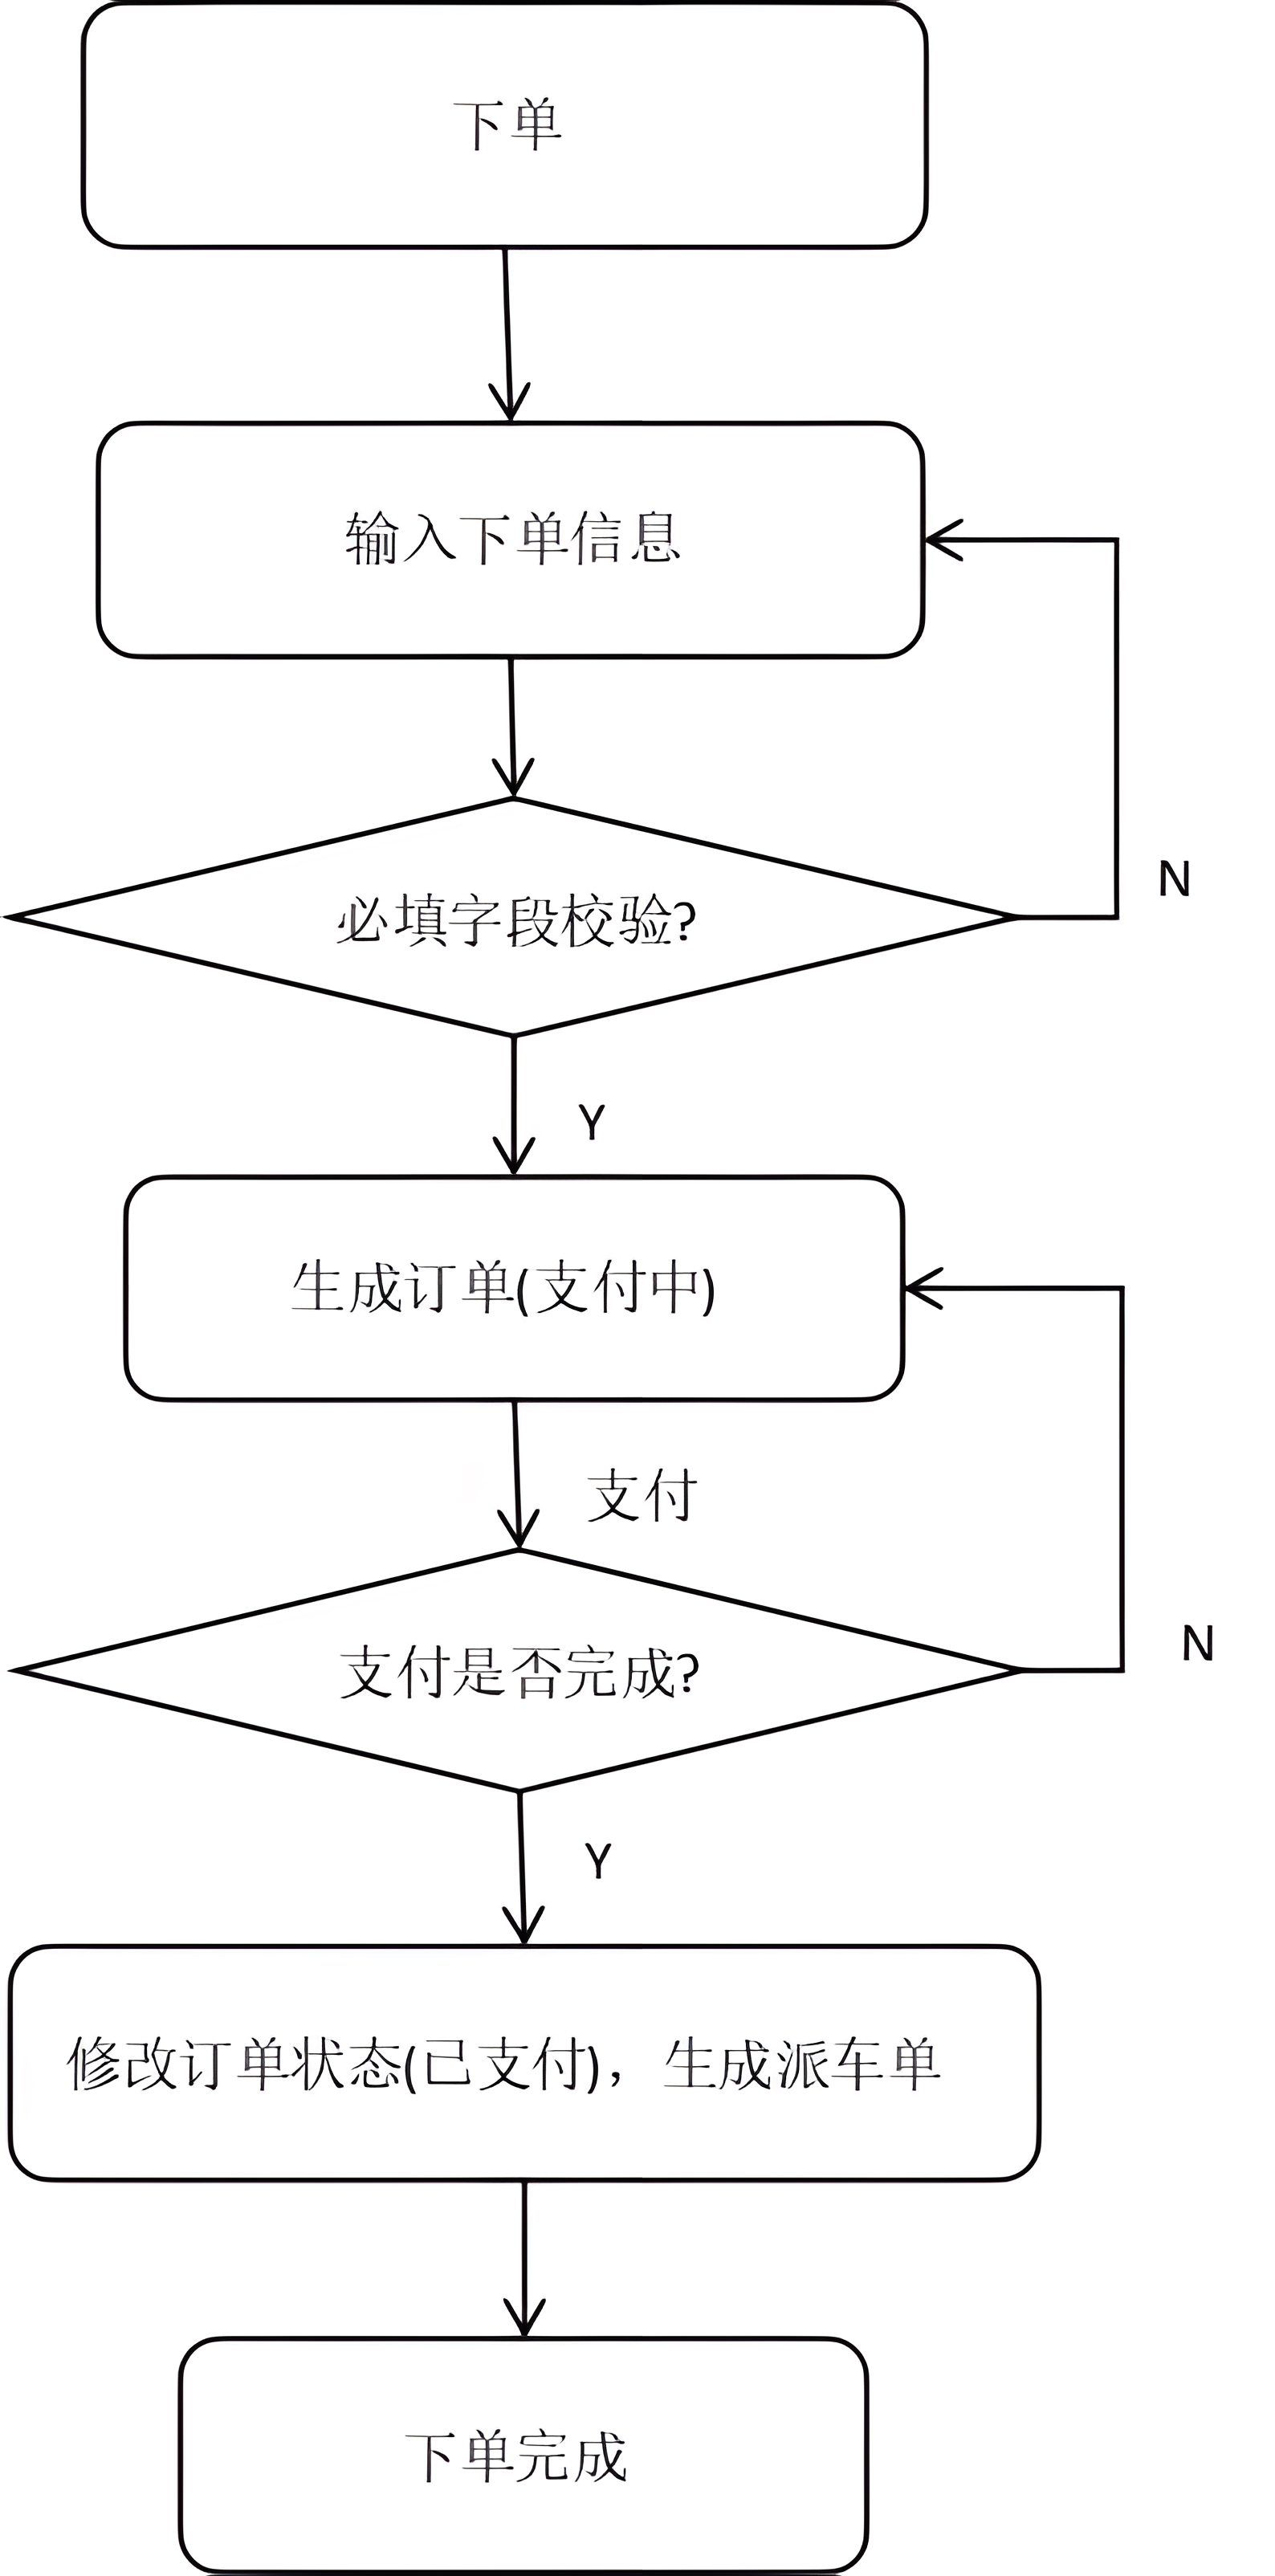 下单
输入下单信息
必填字段校验?
N
Y
生成订单(支付中)
支付
支付是否完成?
N
Y
修改订单状态(已支付)，生成派车单
下单完成